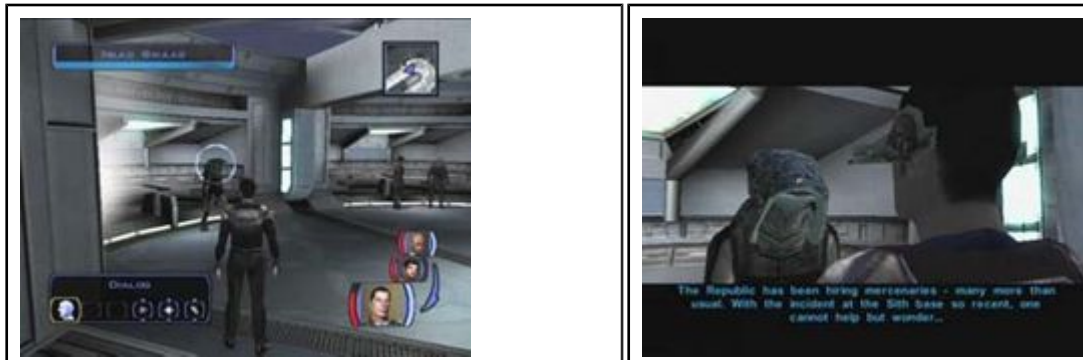 DIALOG
The Republic has been hiring mercenaries - many more than
usual. With the incident at the Sith base so recent, one
cannot help but wonder...